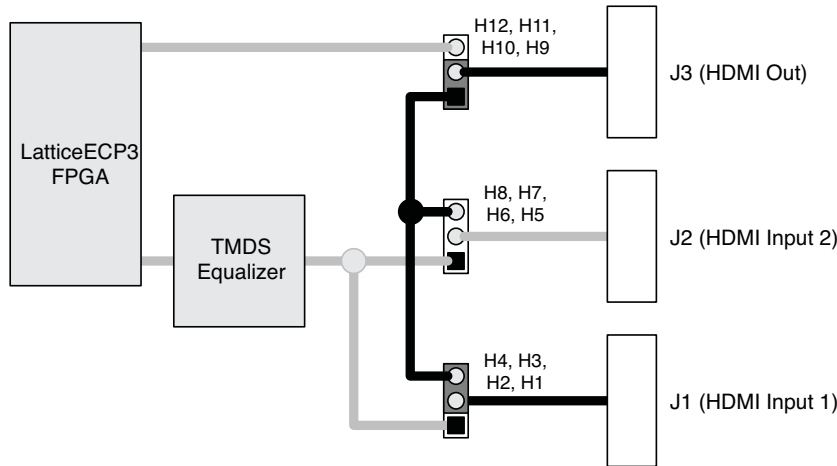 H12, H11,
H10, H9
J3 (HDMI Out)
LatticeECP3
FPGA
H8, H7,
H6, H5
J2 (HDMI Input 2)
TMDS
Equalizer
H4, H3,
H2, H1
J1 (HDMI Input 1)